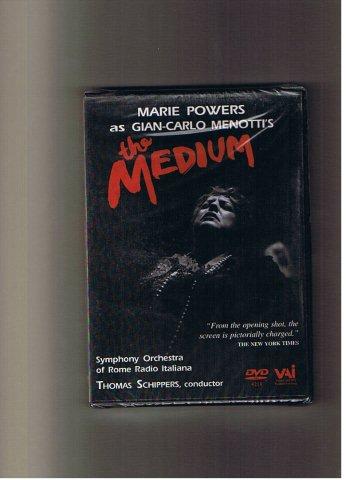 MARIE POWERS
as GIAN-CARLO MENOTTI'S
the
MEDIUM
"From the opening shot, the
screen is pictorially charged."
THE NEW YORK TIMES
Symphony Orchestra
of Rome Radio Italiana
THOMAS SCHIPPERS, conductor
DVD
VAI